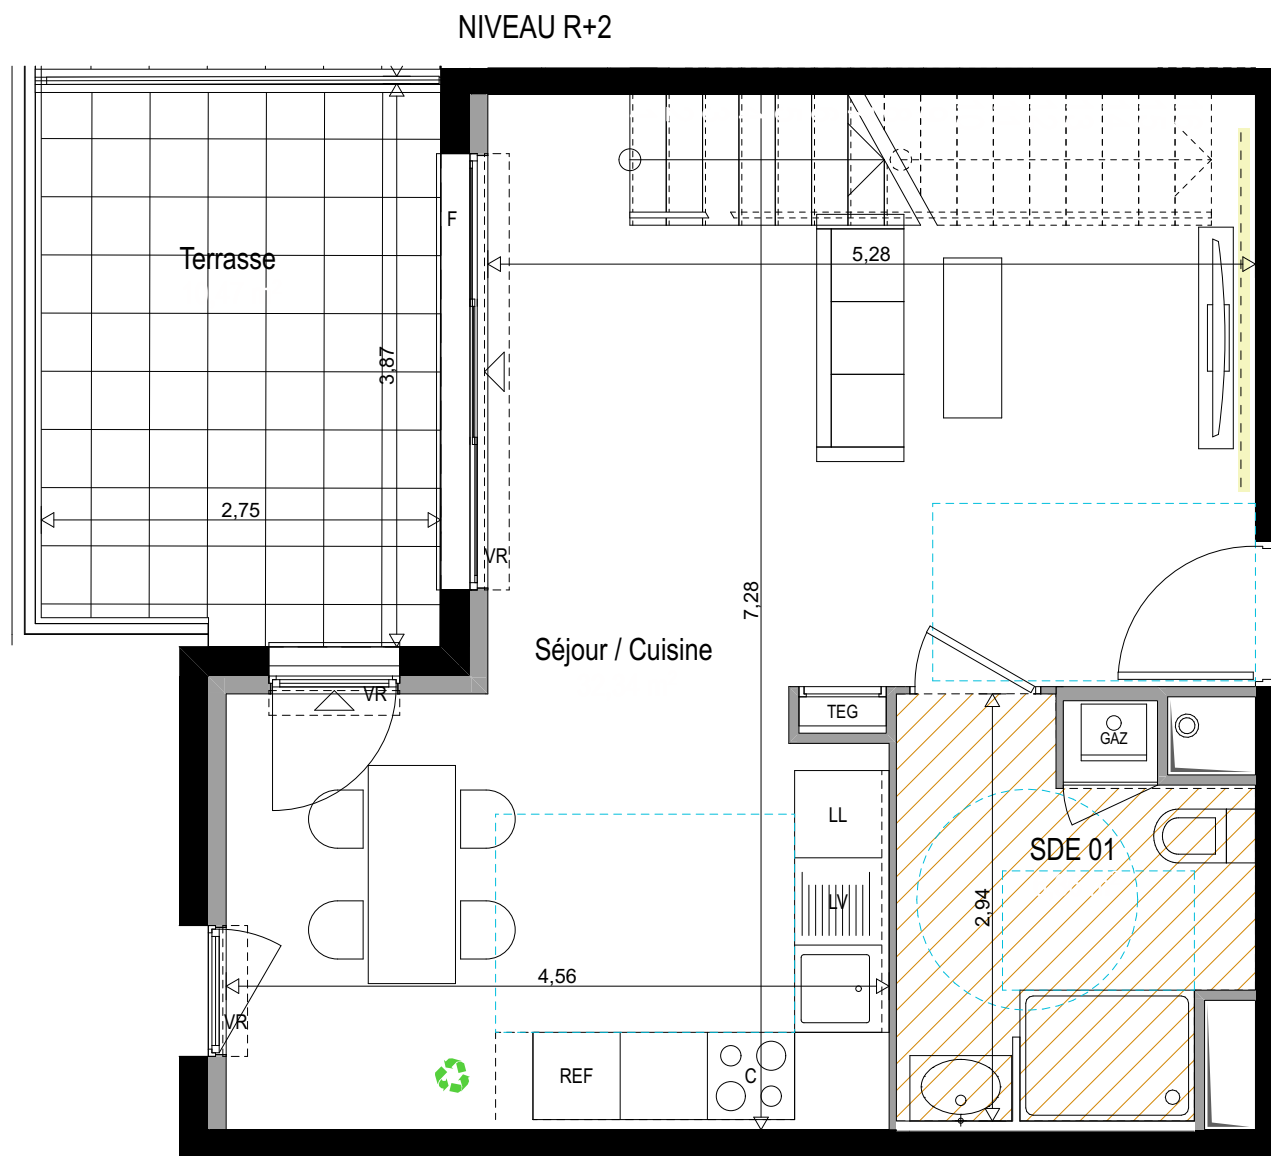 NIVEAU R+2
F
Terrasse
5,28
3,87
2,75
VR
7,28
Séjour / Cuisine
VR
TEG
GAZ
LL
SDE 01
LV
2,94
4,56
VR
REF
C